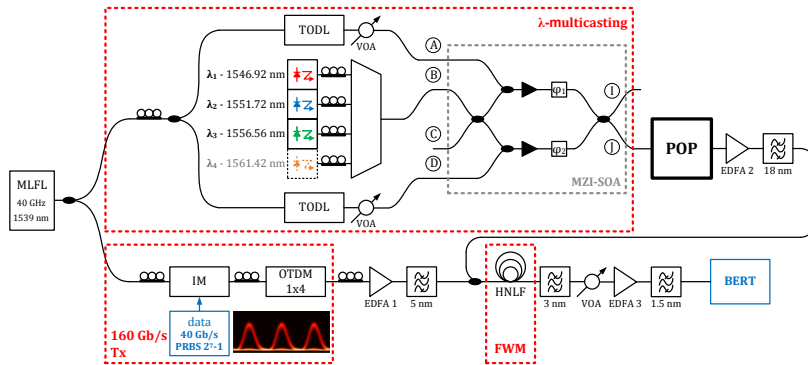 λ-multicasting
TODL
VOA
A
λ₁ - 1546.92 nm
B
λ₂ - 1551.72 nm
φ₁
I
λ₃ - 1556.56 nm
C
λ₄ - 1561.42 nm
D
φ₂
J
MZI-SOA
POP
EDFA 2
18 nm
MLFL
40 GHz
1539 nm
TODL
VOA
IM
OTDM
1x4
EDFA 1
5 nm
HNLF
3 nm
VOA
EDFA 3
1.5 nm
BERT
data
40 Gb/s
PRBS 2⁷-1
160 Gb/s
Tx
FWM